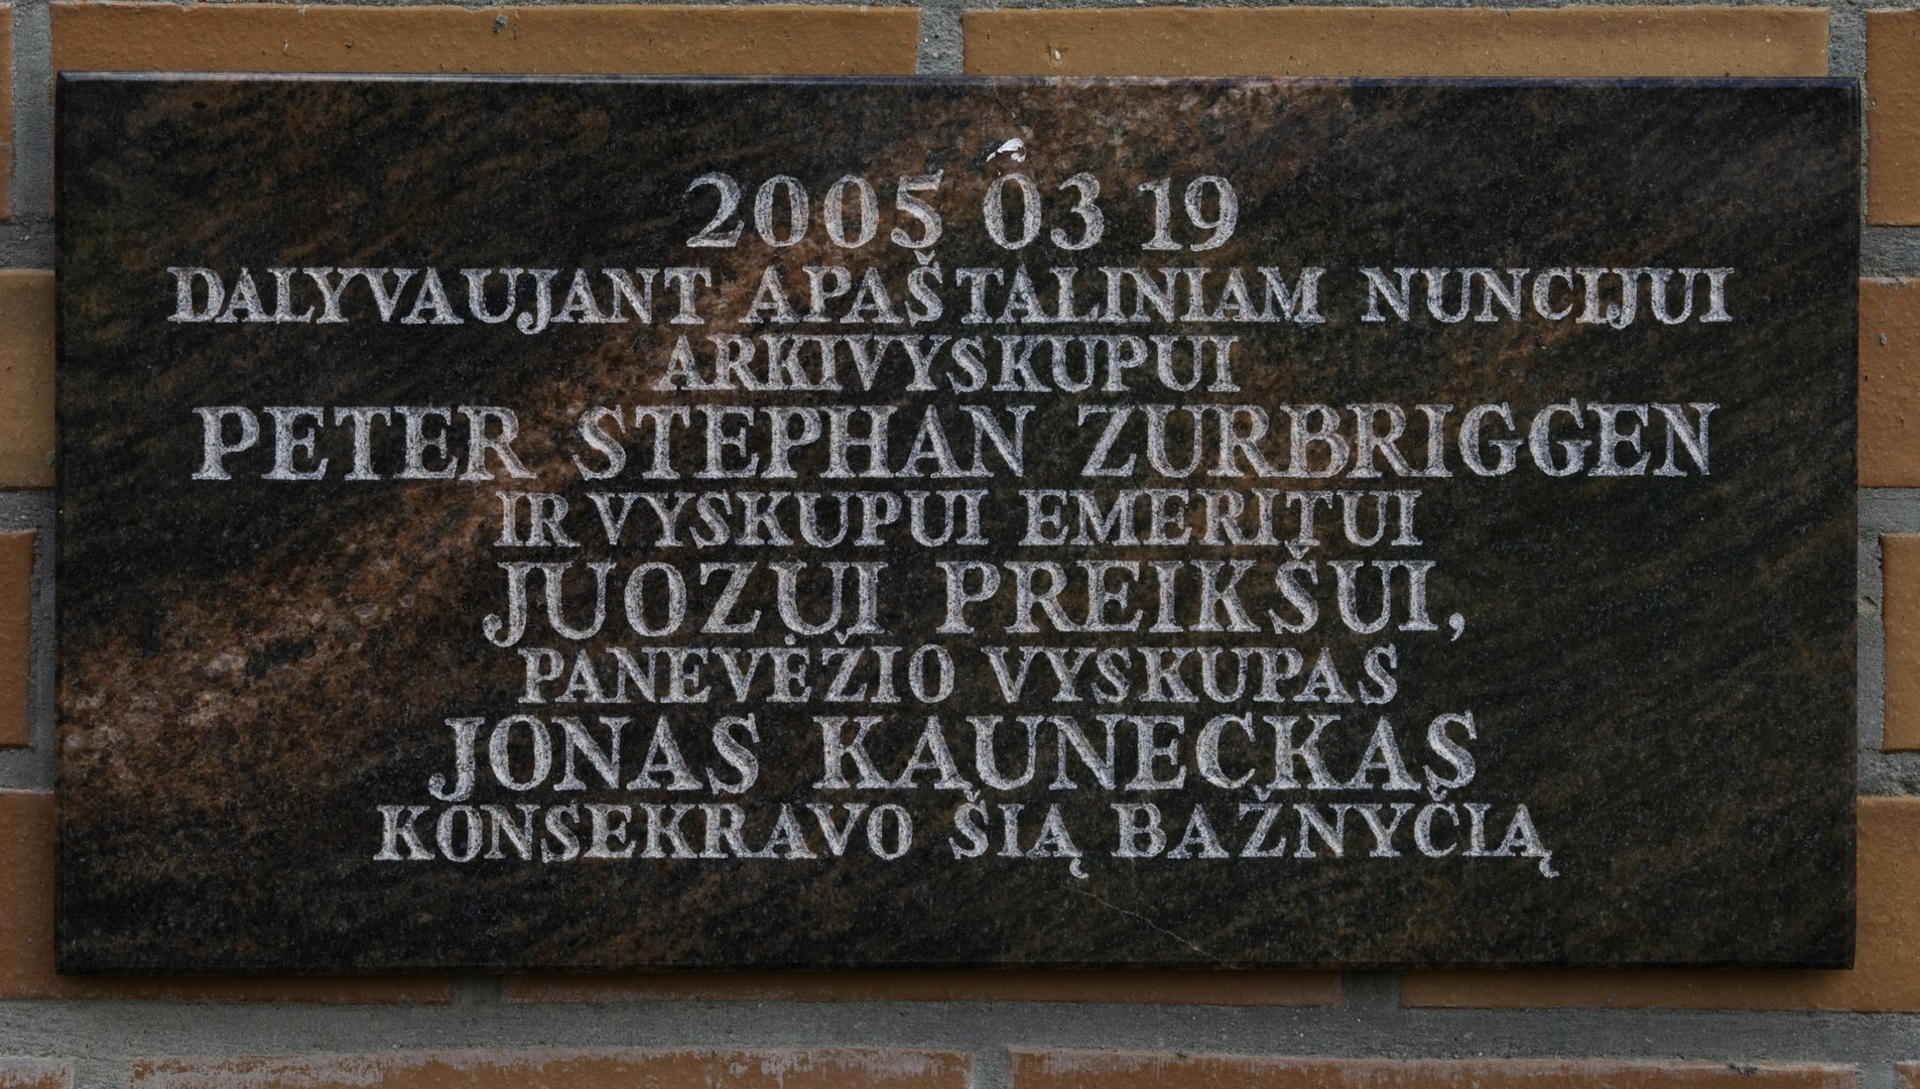 2005 03 19
DALYVAUJANT APAŠTALINIAM NUNCIJUI
ARKIVYSKUPUI
PETER STEPHAN ZURBRIGGEN
IR VYSKUPUI EMERITUI
JUOZUI PREIKŠUI,
PANEVĖŽIO VYSKUPAS
JONAS KAUNECKAS
KONSEKRAVO ŠIĄ BAŽNYČIĄ